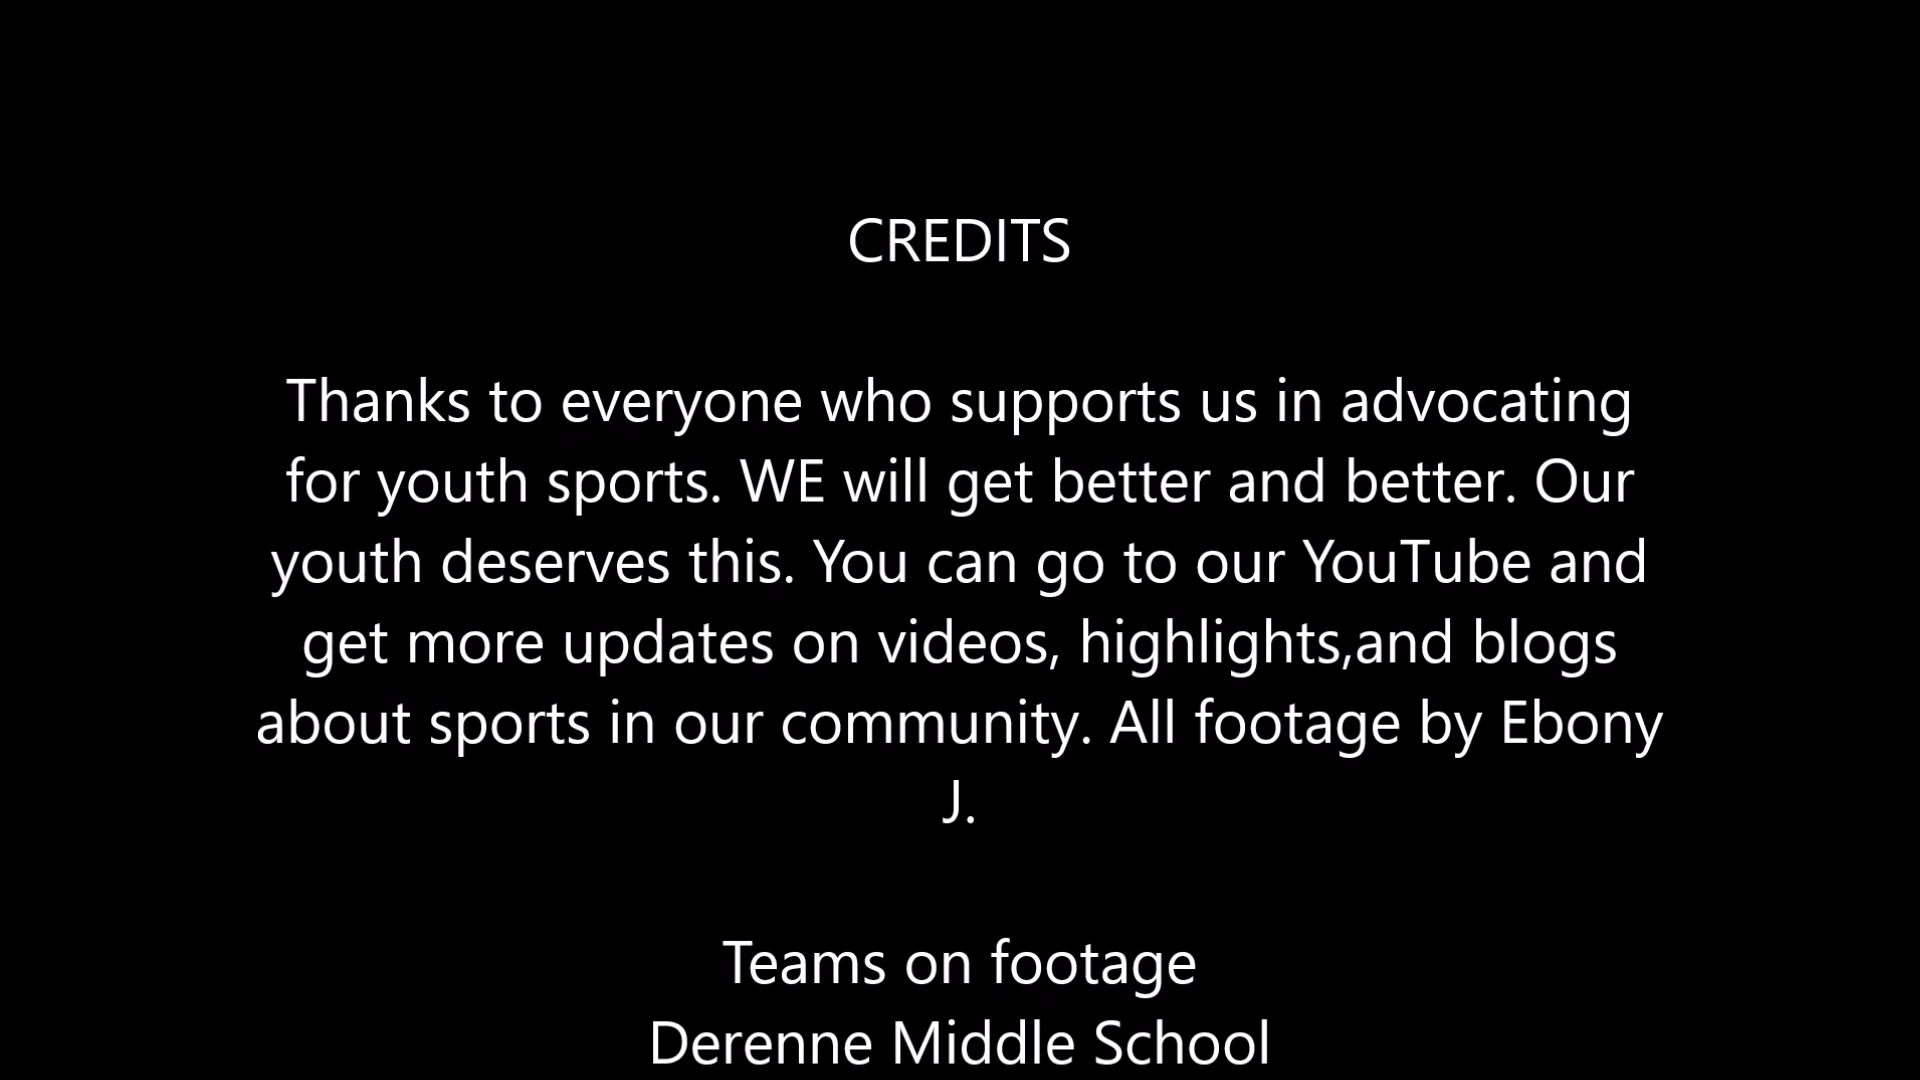 CREDITS
Thanks to everyone who supports us in advocating
for youth sports. WE will get better and better. Our
youth deserves this. You can go to our YouTube and
get more updates on videos, highlights,and blogs
about sports in our community. All footage by Ebony
J.
Teams on footage
Derenne Middle School